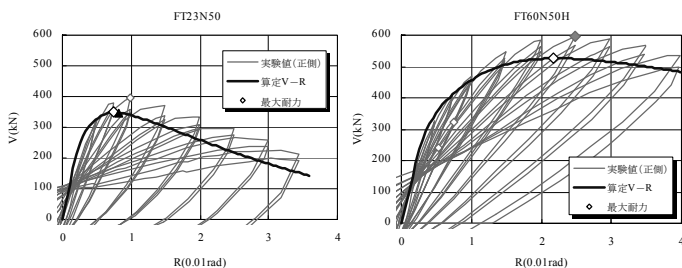 FT23N50
600
500
400
300
200
100
0
V(kN)
0 1 2 3 4
R(0.01rad)
実験値(正側)
算定V－R
最大耐力
FT60N50H
600
500
400
300
200
100
0
V(kN)
0 1 2 3 4
R(0.01rad)
実験値(正側)
算定V－R
最大耐力